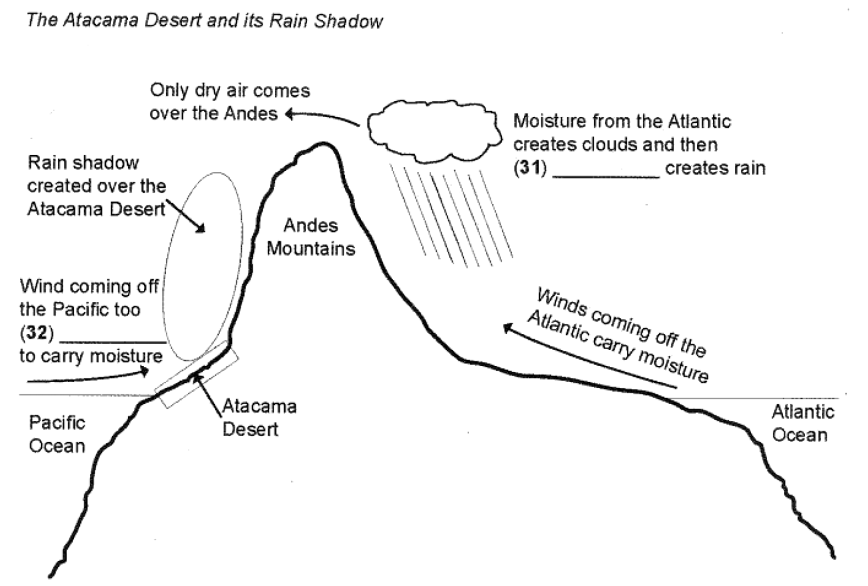 The Atacama Desert and its Rain Shadow
Only dry air comes
over the Andes
Moisture from the Atlantic
creates clouds and then
(31) __________ creates rain
Rain shadow
created over the
Atacama Desert
Andes
Mountains
Wind coming off
the Pacific too
(32) __________
to carry moisture
Winds coming off the
Atlantic carry moisture
Atacama
Desert
Pacific
Ocean
Atlantic
Ocean